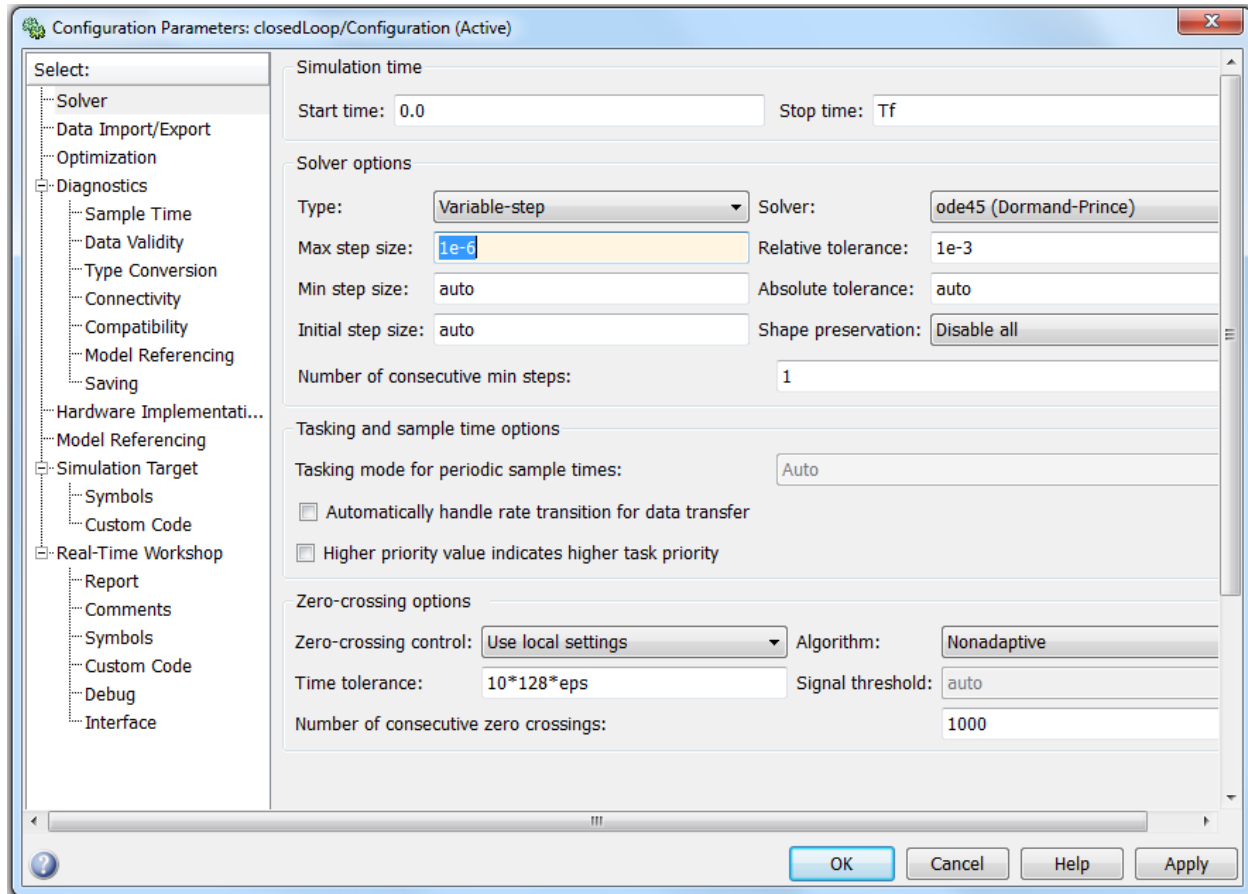 Configuration Parameters: closedLoop/Configuration (Active)
Select:
Solver
Data Import/Export
Optimization
Diagnostics
Sample Time
Data Validity
Type Conversion
Connectivity
Compatibility
Model Referencing
Saving
Hardware Implementati...
Model Referencing
Simulation Target
Symbols
Custom Code
Real-Time Workshop
Report
Comments
Symbols
Custom Code
Debug
Interface
Simulation time
Start time: 0.0 Stop time: Tf
Solver options
Type: Variable-step Solver: ode45 (Dormand-Prince)
Max step size: 1e-6 Relative tolerance: 1e-3
Min step size: auto Absolute tolerance: auto
Initial step size: auto Shape preservation: Disable all
Number of consecutive min steps: 1
Tasking and sample time options
Tasking mode for periodic sample times: Auto
Automatically handle rate transition for data transfer
Higher priority value indicates higher task priority
Zero-crossing options
Zero-crossing control: Use local settings Algorithm: Nonadaptive
Time tolerance: 10*128*eps Signal threshold: auto
Number of consecutive zero crossings: 1000
OK Cancel Help Apply